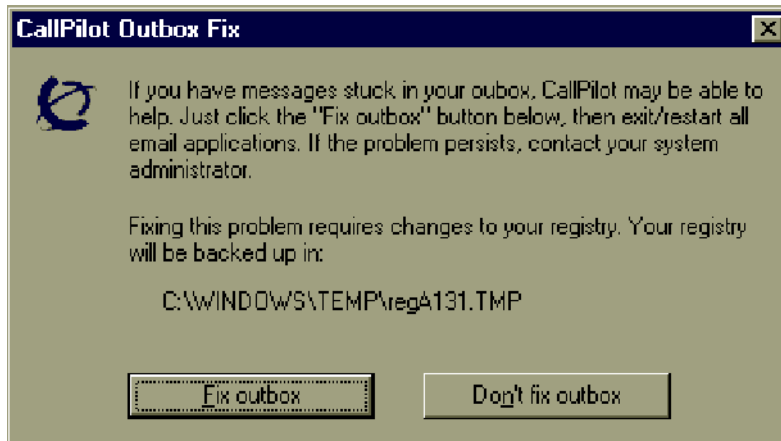 CallPilot Outbox Fix
If you have messages stuck in your oubox, CallPilot may be able to
help. Just click the "Fix outbox" button below, then exit/restart all
email applications. If the problem persists, contact your system
administrator.
Fixing this problem requires changes to your registry. Your registry
will be backed up in:
C:\WINDOWS\TEMP\regA131.TMP
Fix outbox
Don't fix outbox